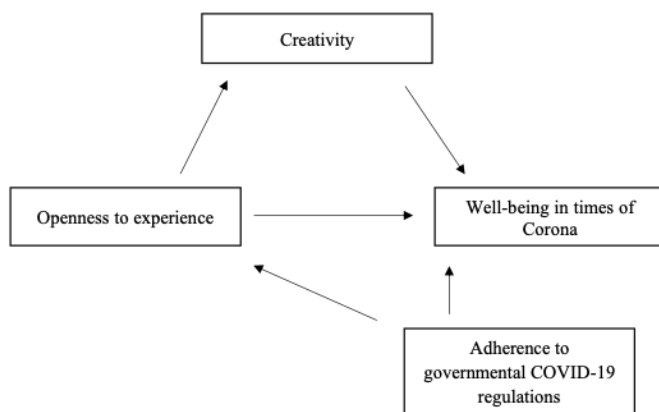 Creativity
Openness to experience
Well-being in times of
Corona
Adherence to
governmental COVID-19
regulations